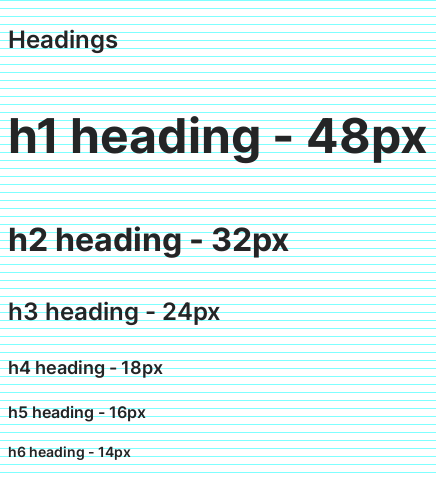 Headings
h1 heading - 48px
h2 heading - 32px
h3 heading - 24px
h4 heading - 18px
h5 heading - 16px
h6 heading - 14px